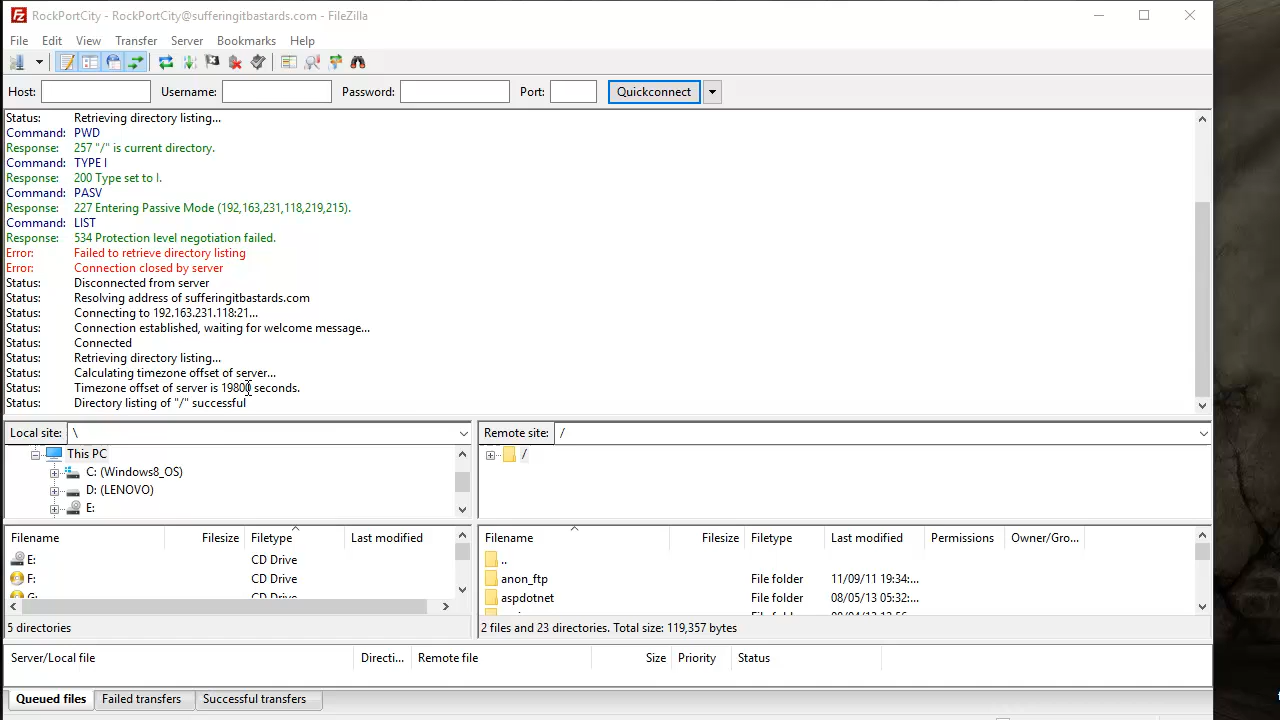 RockPortCity - RockPortCity@sufferingitbastards.com - FileZilla
File Edit View Transfer Server Bookmarks Help
Host: Username: Password: Port: Quickconnect
Status: Retrieving directory listing...
Command: PWD
Response: 257 "/" is current directory.
Command: TYPE I
Response: 200 Type set to I.
Command: PASV
Response: 227 Entering Passive Mode (192,163,231,118,219,215).
Command: LIST
Response: 534 Protection level negotiation failed.
Error: Failed to retrieve directory listing
Error: Connection closed by server
Status: Disconnected from server
Status: Resolving address of sufferingitbastards.com
Status: Connecting to 192.163.231.118:21...
Status: Connection established, waiting for welcome message...
Status: Connected
Status: Retrieving directory listing...
Status: Calculating timezone offset of server...
Status: Timezone offset of server is 19800 seconds.
Status: Directory listing of "/" successful
Local site: \
This PC
C: (Windows8_OS)
D: (LENOVO)
E:
Filename Filesize Filetype Last modified
E: CD Drive
F: CD Drive
5 directories
Remote site: /
/
Filename Filesize Filetype Last modified Permissions Owner/Gro...
..
anon_ftp File folder 11/09/11 19:34:...
aspdotnet File folder 08/05/13 05:32:...
2 files and 23 directories. Total size: 119,357 bytes
Server/Local file Directi... Remote file Size Priority Status
Queued files Failed transfers Successful transfers